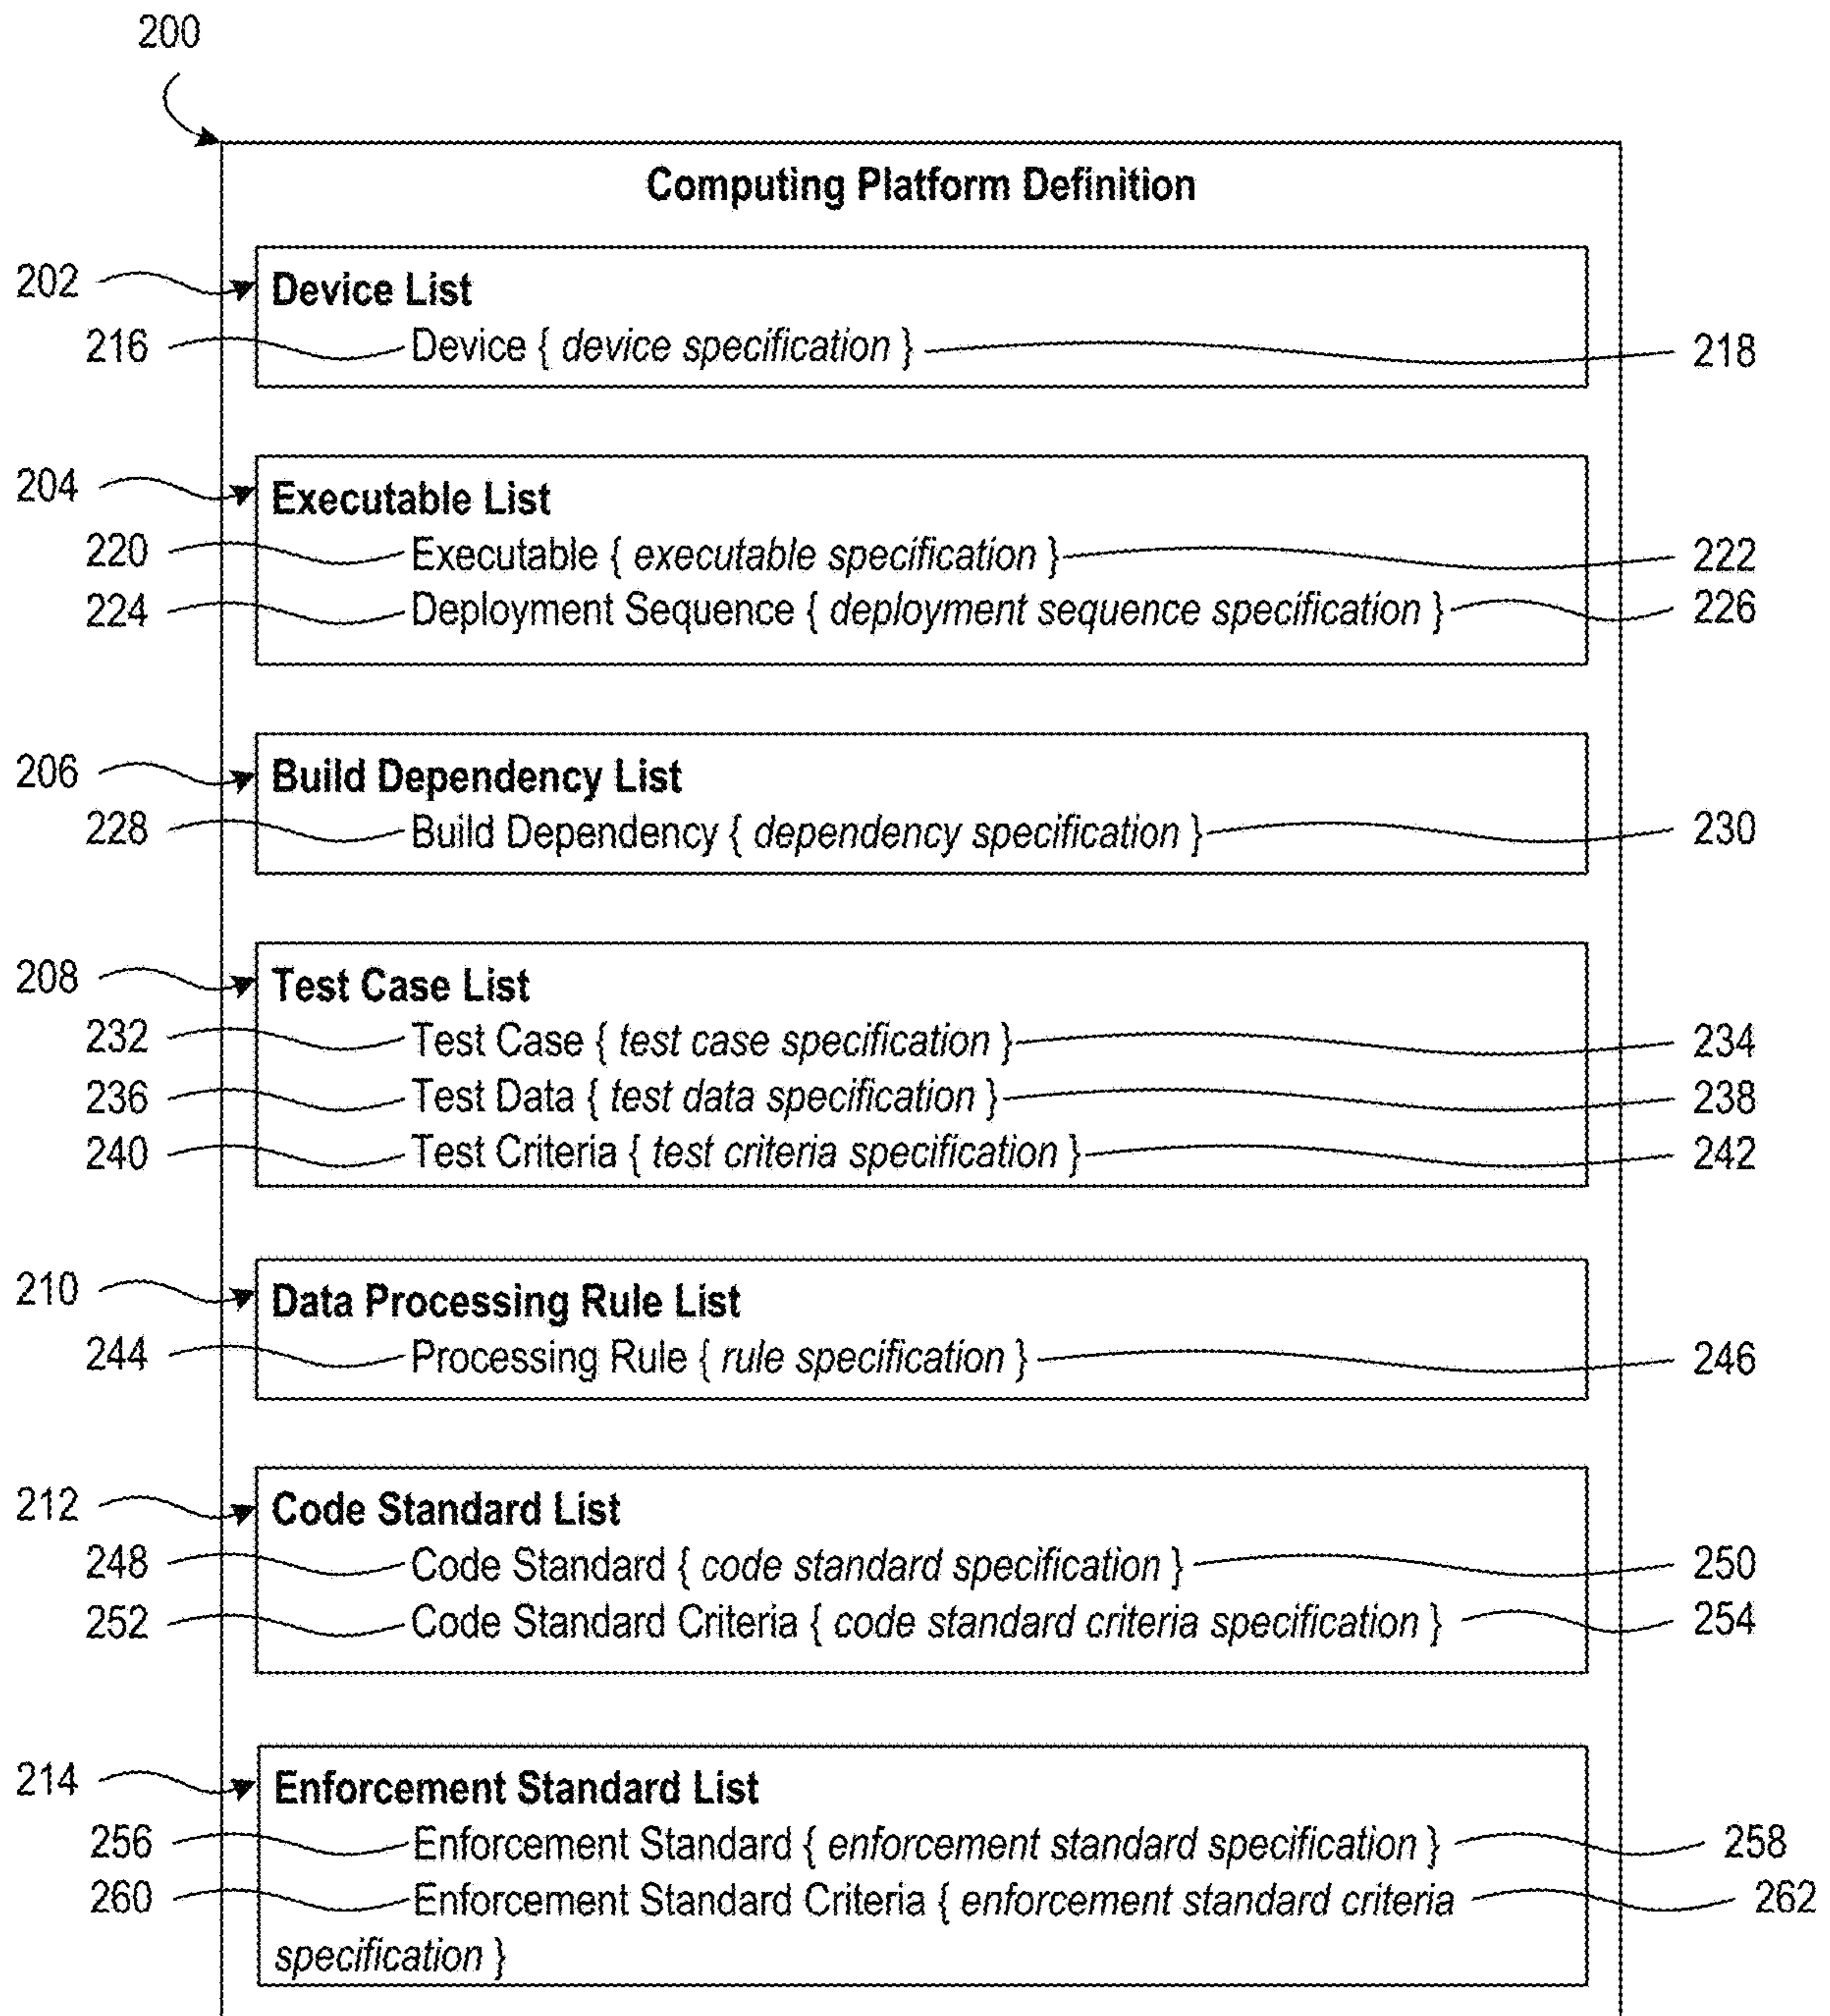 200
Computing Platform Definition
202 Device List
216 Device { device specification } 218
204 Executable List
220 Executable { executable specification } 222
224 Deployment Sequence { deployment sequence specification } 226
206 Build Dependency List
228 Build Dependency { dependency specification } 230
208 Test Case List
232 Test Case { test case specification } 234
236 Test Data { test data specification } 238
240 Test Criteria { test criteria specification } 242
210 Data Processing Rule List
244 Processing Rule { rule specification } 246
212 Code Standard List
248 Code Standard { code standard specification } 250
252 Code Standard Criteria { code standard criteria specification } 254
214 Enforcement Standard List
256 Enforcement Standard { enforcement standard specification } 258
260 Enforcement Standard Criteria { enforcement standard criteria 262
specification }